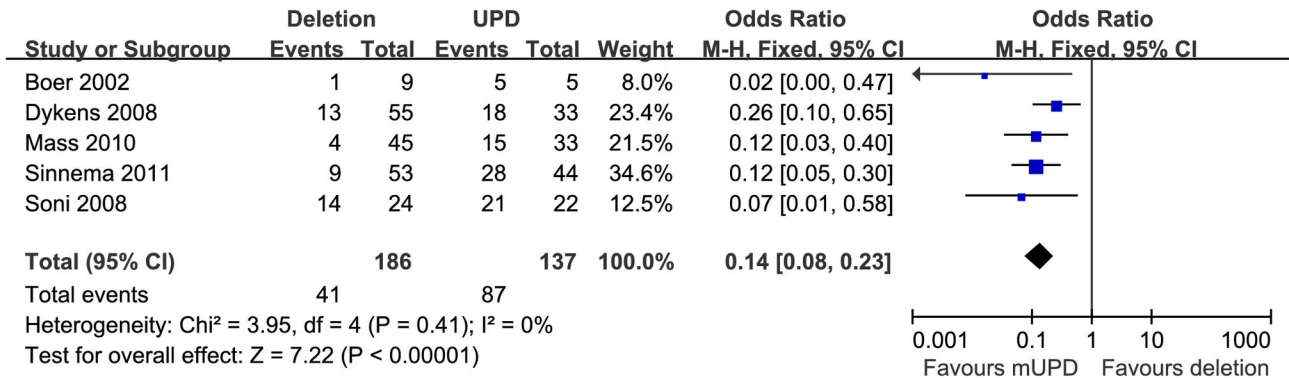 Deletion UPD Odds Ratio Odds Ratio
Study or Subgroup Events Total Events Total Weight M-H, Fixed, 95% CI M-H, Fixed, 95% CI
Boer 2002 1 9 5 5 8.0% 0.02 [0.00, 0.47]
Dykens 2008 13 55 18 33 23.4% 0.26 [0.10, 0.65]
Mass 2010 4 45 15 33 21.5% 0.12 [0.03, 0.40]
Sinnema 2011 9 53 28 44 34.6% 0.12 [0.05, 0.30]
Soni 2008 14 24 21 22 12.5% 0.07 [0.01, 0.58]
Total (95% CI) 186 137 100.0% 0.14 [0.08, 0.23]
Total events 41 87
Heterogeneity: Chi² = 3.95, df = 4 (P = 0.41); I² = 0%
Test for overall effect: Z = 7.22 (P < 0.00001)
0.001 0.1 1 10 1000
Favours mUPD Favours deletion